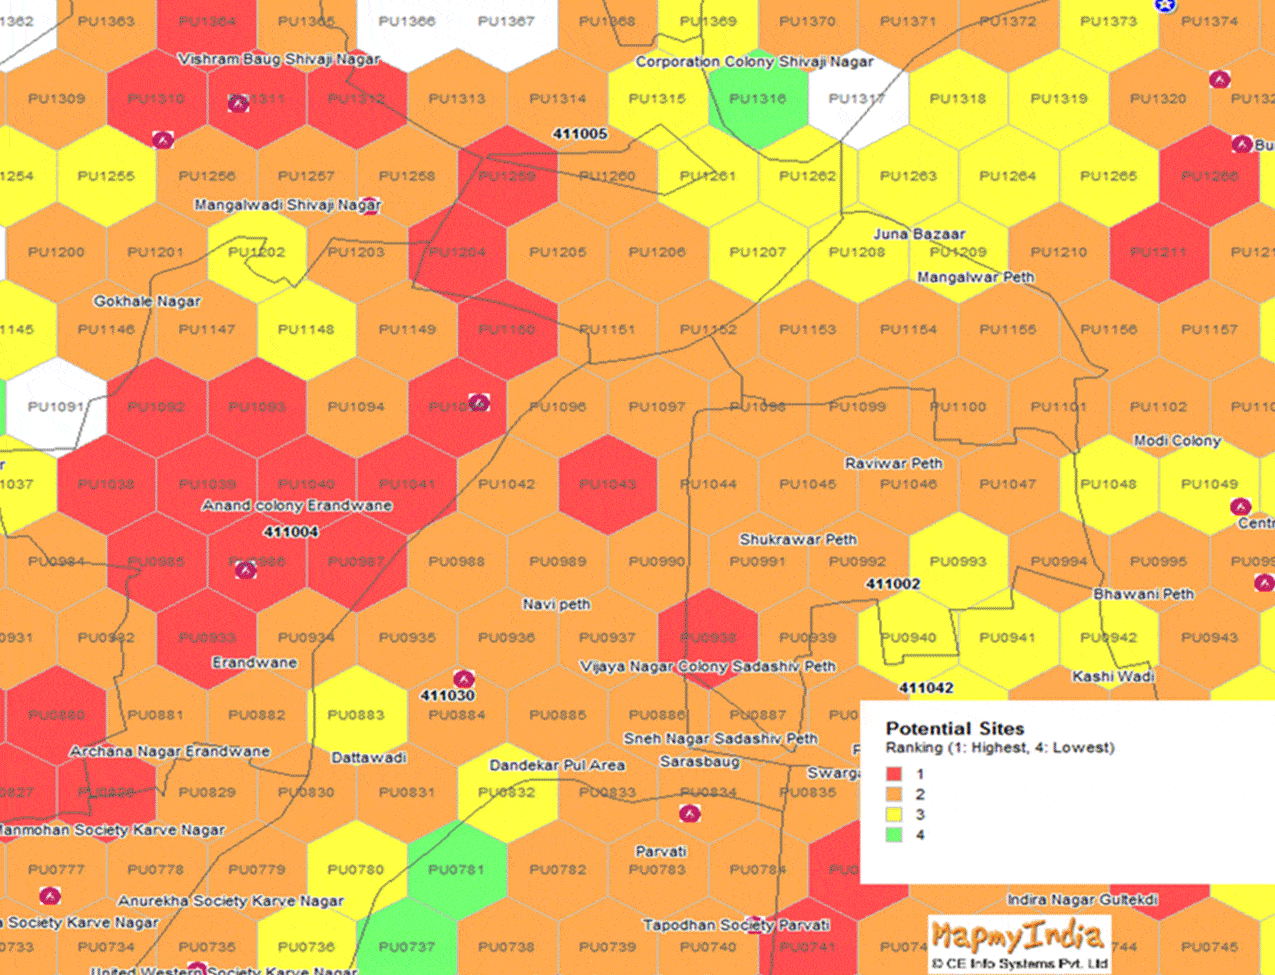 1362 PU1363 PU1364 PU1365 PU1366 PU1367 PU1368 PU1369 PU1370 PU1371 PU1372 PU1373 PU1374
Vishram Baug Shivaji Nagar Corporation Colony Shivaji Nagar
PU1309 PU1310 1311 PU1312 PU1313 PU1314 PU1315 PU1316 PU1317 PU1318 PU1319 PU1320 PU132
411005 Bu
1254 PU1255 PU1256 PU1257 PU1258 PU1259 PU1260 PU1261 PU1262 PU1263 PU1264 PU1265 PU1266
Mangalwadi Shivaji Nagar
Juna Bazaar
PU1200 PU1201 PU1202 PU1203 PU1204 PU1205 PU1206 PU1207 PU1208 PU1209 PU1210 PU1211 PU121
Mangalwar Peth
Gokhale Nagar
1145 PU1146 PU1147 PU1148 PU1149 PU1150 PU1151 PU1152 PU1153 PU1154 PU1155 PU1156 PU1157
PU1091 PU1092 PU1093 PU1094 PU10 PU1096 PU1097 PU1098 PU1099 PU1100 PU1101 PU1102 PU110
Modi Colony
r Raviwar Peth
1037 PU1038 PU1039 PU1040 PU1041 PU1042 PU1043 PU1044 PU1045 PU1046 PU1047 PU1048 PU1049
Anand colony Erandwane
Centr
411004 Shukrawar Peth
PU0984 PU0985 0986 PU0987 PU0988 PU0989 PU0990 PU0991 PU0992 PU0993 PU0994 PU0995 PU099
411002
Navi peth Bhawani Peth
0931 PU0932 PU0933 PU0934 PU0935 PU0936 PU0937 PU0938 PU0939 PU0940 PU0941 PU0942 PU0943
Erandwane Vijaya Nagar Colony Sadashiv Peth
Kashi Wadi
411030 411042
PU0880 PU0881 PU0882 PU0883 PU0884 PU0885 PU0886 PU0887
Potential Sites
Sneh Nagar Sadashiv Peth
Ranking (1: Highest, 4: Lowest)
Archana Nagar Erandwane Dattawadi Dandekar Pul Area Sarasbaug Swarga
1
0827 PU0828 PU0829 PU0830 PU0831 PU0832 PU0833 PU0834 PU0835
2
3
Manmohan Society Karve Nagar
4
Parvati
PU0777 PU0778 PU0779 PU0780 PU0781 PU0782 PU0783 PU0784 PU0
Anurekha Society Karve Nagar Indira Nagar Gultekdi
a Society Karve Nagar Tapodhan Society Parvati
0733 PU0734 PU0735 PU0736 PU0737 PU0738 PU0739 PU0740 PU0741 PU074 744 PU0745
MapmyIndia
© CE Info Systems Pvt. Ltd
United Western Society Karve Nagar